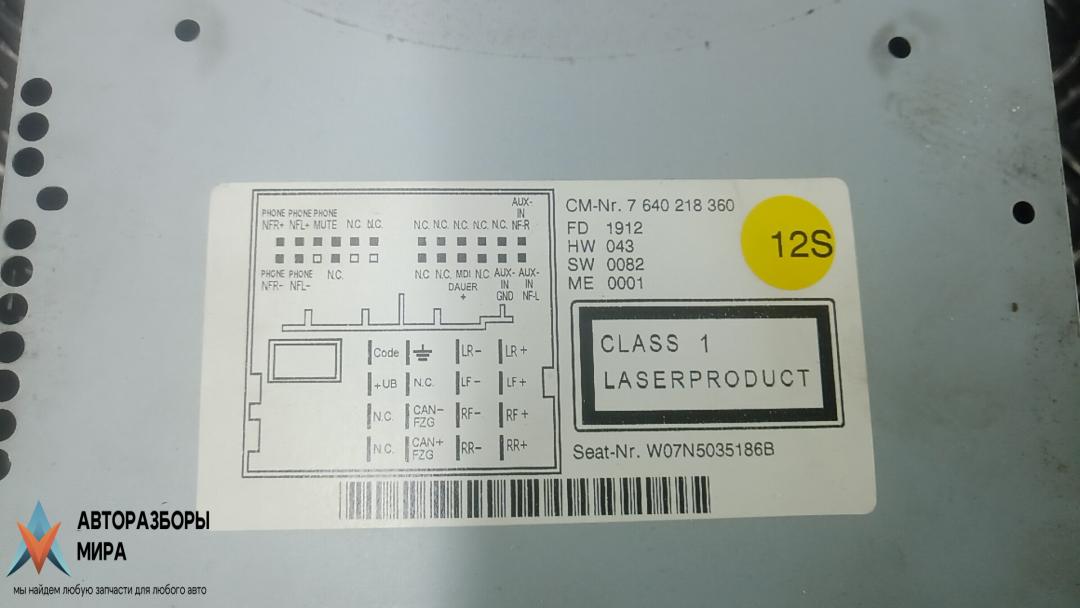 PHONE PHONE PHONE
NFR+ NFL+ MUTE N.C. N.C.
AUX-
IN
N.C. N.C. N.C. N.C. N.C. NF-R
PHONE PHONE N.C.
NFR- NFL-
N.C N.C. MDI N.C AUX- AUX-
DAUER IN IN
+ GND NF-L
Code LR- LR+
+UB N.C. LF- LF+
N.C. CAN- RF- RF+
FZG
N.C. CAN+ RR- RR+
FZG
CM-Nr. 7 640 218 360
FD 1912
HW 043
SW 0082
ME 0001
12S
CLASS 1
LASERPRODUCT
Seat-Nr. W07N5035186B
АВТОРАЗБОРЫ
МИРА
мы найдем любую запчасти для любого авто